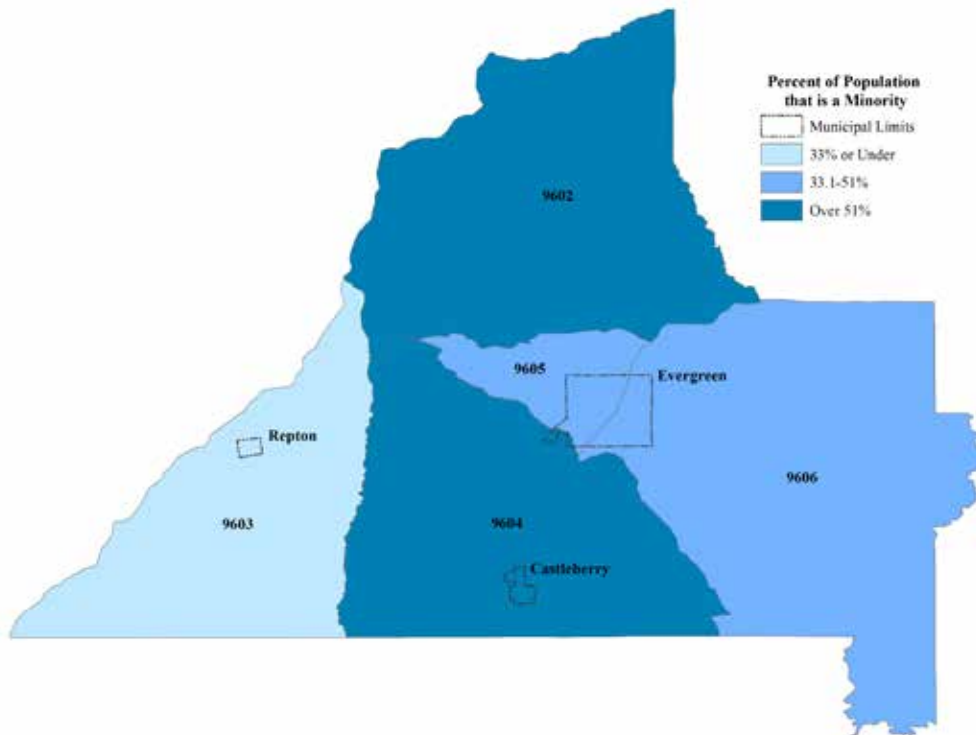 Percent of Population
that is a Minority
Municipal Limits
33% or Under
33.1-51%
Over 51%
9602
9605
Evergreen
Repton
9606
9603
9604
Castleberry